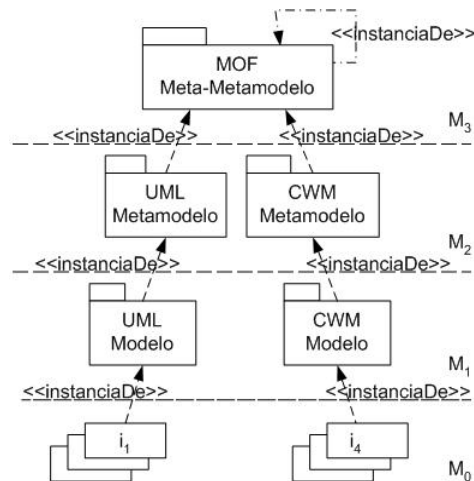 <<instanciaDe>>
MOF
Meta-Metamodelo
M3
<<instanciaDe>>
<<instanciaDe>>
UML
Metamodelo
CWM
Metamodelo
M2
<<instanciaDe>>
<<instanciaDe>>
UML
Modelo
CWM
Modelo
M1
<<instanciaDe>>
<<instanciaDe>>
i1
i4
M0